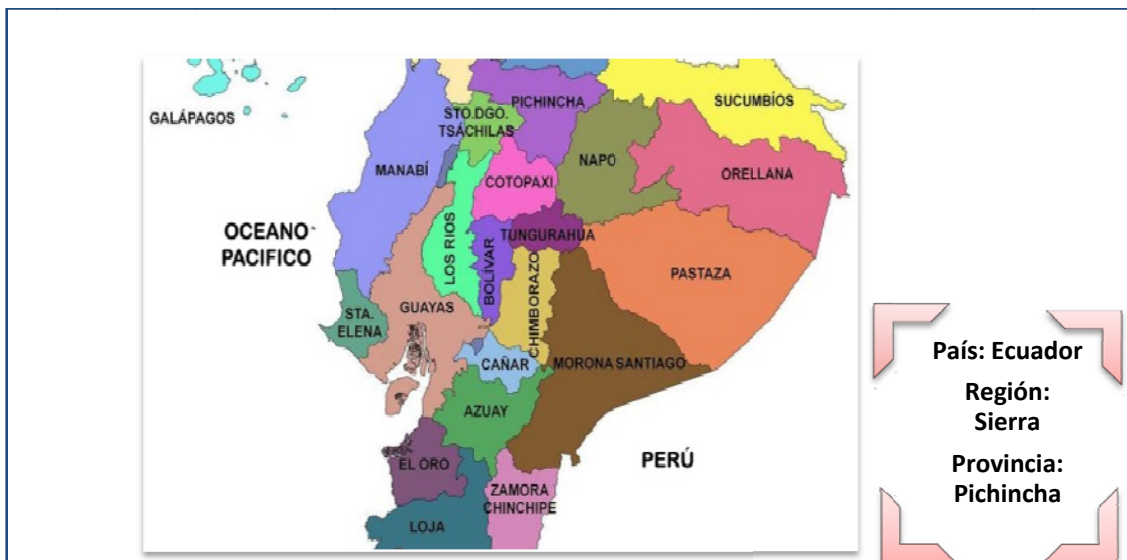 GALÁPAGOS
PICHINCHA
SUCUMBÍOS
STO.DGO.
TSÁCHILAS
MANABÍ
COTOPAXI
NAPO
ORELLANA
OCEANO
PACIFICO
LOS RIOS
BOLÍVAR
TUNGURAHUA
CHIMBORAZO
PASTAZA
STA.
ELENA
GUAYAS
CAÑAR
MORONA SANTIAGO
AZUAY
PERÚ
EL ORO
ZAMORA
CHINCHIPE
LOJA
País: Ecuador
Región:
Sierra
Provincia:
Pichincha